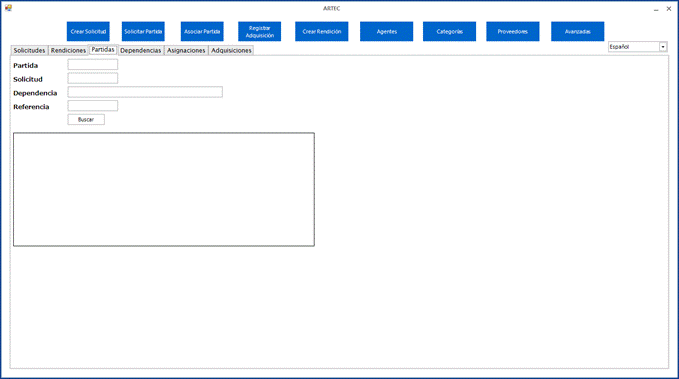 ARTEC
Crear Solicitud
Solicitar Partida
Asociar Partida
Registrar
Adquisición
Crear Rendición
Agentes
Categorías
Proveedores
Avanzadas
Español
Solicitudes
Rendiciones
Partidas
Dependencias
Asignaciones
Adquisiciones
Partida
Solicitud
Dependencia
Referencia
Buscar